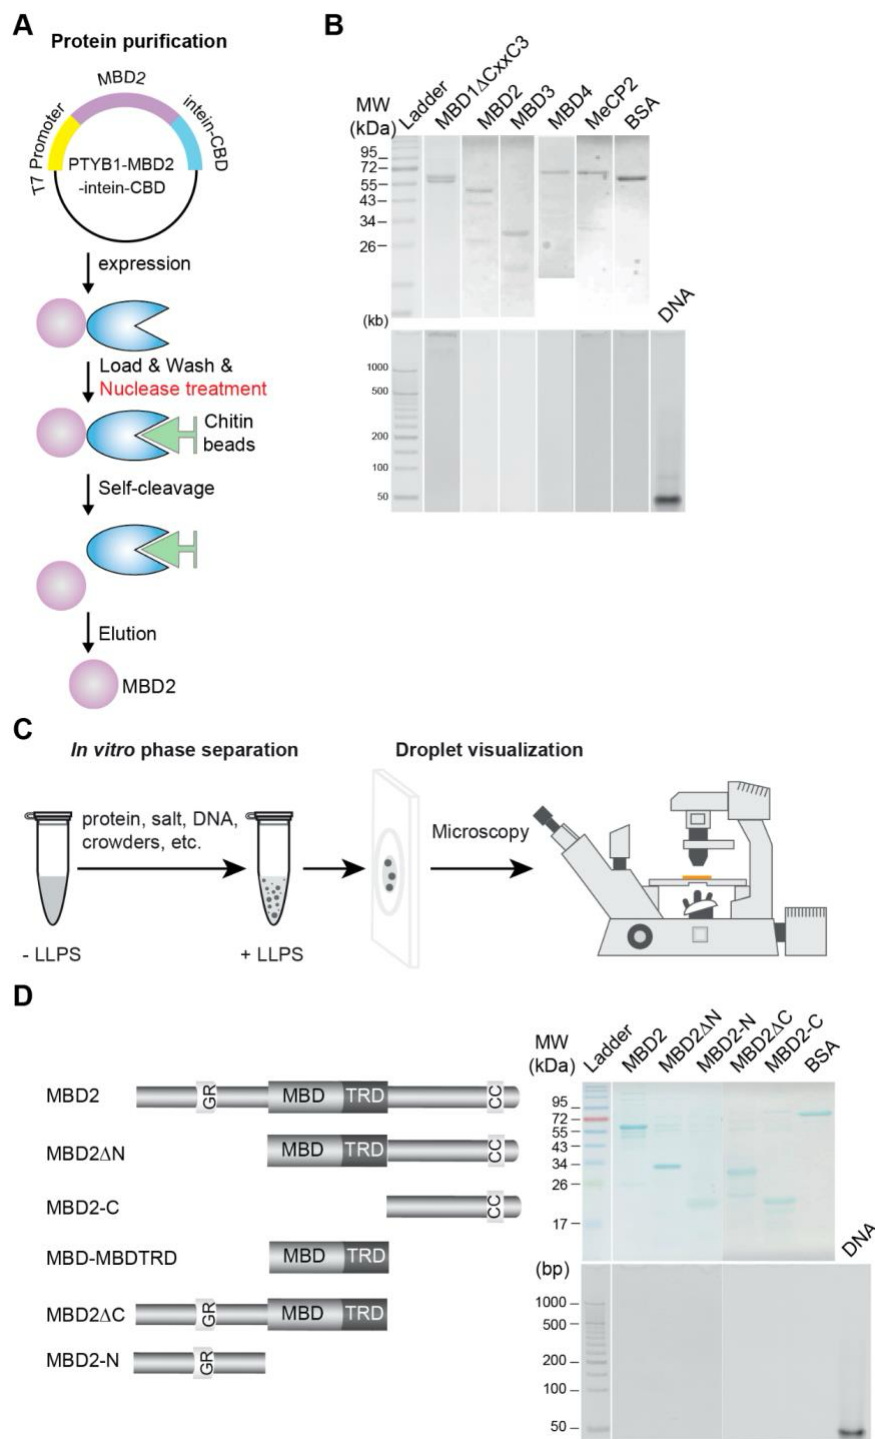 A
Protein purification
MBD2
T7 Promoter
intein-CBD
PTYB1-MBD2
-intein-CBD
expression
Load & Wash &
Nuclease treatment
Chitin
beads
Self-cleavage
Elution
MBD2
B
MW
(kDa)
Ladder
MBD1ΔCxxC3
MBD2
MBD3
MBD4
MeCP2
BSA
95
72
55
43
34
26
(kb)
DNA
1000
500
200
100
50
C
In vitro phase separation
Droplet visualization
protein, salt, DNA,
crowders, etc.
Microscopy
- LLPS
+ LLPS
D
MBD2
GR
MBD
TRD
CC
MBD2ΔN
MBD
TRD
CC
MBD2-C
CC
MBD-MBDTRD
MBD
TRD
MBD2ΔC
GR
MBD
TRD
MBD2-N
GR
MW
(kDa)
Ladder
MBD2
MBD2ΔN
MBD2-N
MBD2ΔC
MBD2-C
BSA
95
72
55
43
34
26
17
DNA
(bp)
1000
500
200
100
50